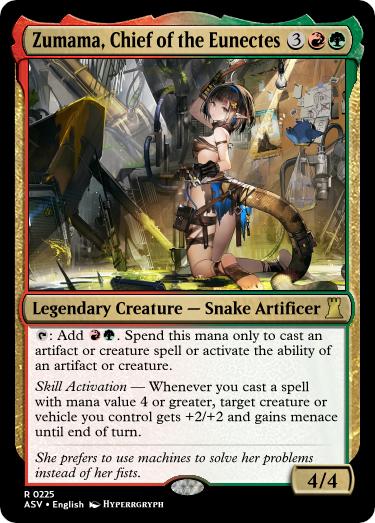 Zumama, Chief of the Eunectes 3
Legendary Creature — Snake Artificer
: Add . Spend this mana only to cast an
artifact or creature spell or activate the ability of
an artifact or creature.
Skill Activation — Whenever you cast a spell
with mana value 4 or greater, target creature or
vehicle you control gets +2/+2 and gains menace
until end of turn.
She prefers to use machines to solve her problems
instead of her fists.
4/4
R 0225
ASV • English HYPERRGRYPH